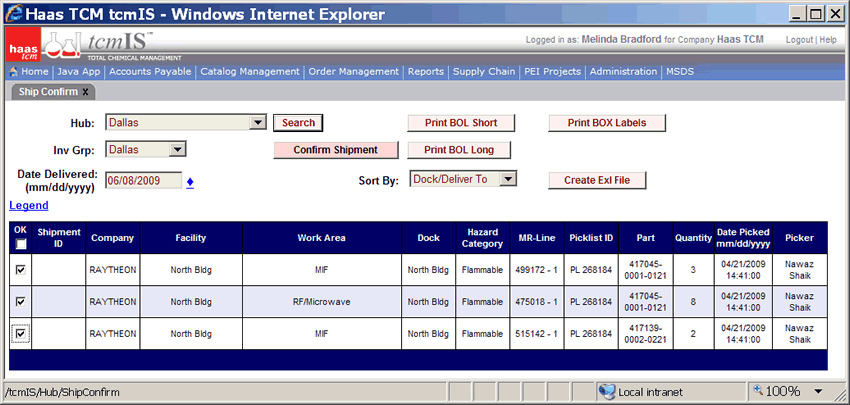 Haas TCM tcmIS - Windows Internet Explorer
haas tcm
tcmIS™
TOTAL CHEMICAL MANAGEMENT
Logged in as: Melinda Bradford for Company Haas TCM Logout | Help
Home | Java App | Accounts Payable | Catalog Management | Order Management | Reports | Supply Chain | PEI Projects | Administration | MSDS
Ship Confirm x
Hub: Dallas Search Print BOL Short Print BOX Labels
Inv Grp: Dallas Confirm Shipment Print BOL Long
Date Delivered: (mm/dd/yyyy) 06/08/2009 Sort By: Dock/Deliver To Create Exl File
Legend
OK Shipment ID Company Facility Work Area Dock Hazard Category MR-Line Picklist ID Part Quantity Date Picked mm/dd/yyyy Picker
RAYTHEON North Bldg MIF North Bldg Flammable 499172 - 1 PL 268184 417045-0001-0121 3 04/21/2009 14:41:00 Nawaz Shaik
RAYTHEON North Bldg RF/Microwave North Bldg Flammable 475018 - 1 PL 268184 417045-0001-0121 8 04/21/2009 14:41:00 Nawaz Shaik
RAYTHEON North Bldg MIF North Bldg Flammable 515142 - 1 PL 268184 417139-0002-0221 2 04/21/2009 14:41:00 Nawaz Shaik
/tcmIS/Hub/ShipConfirm Local intranet 100%